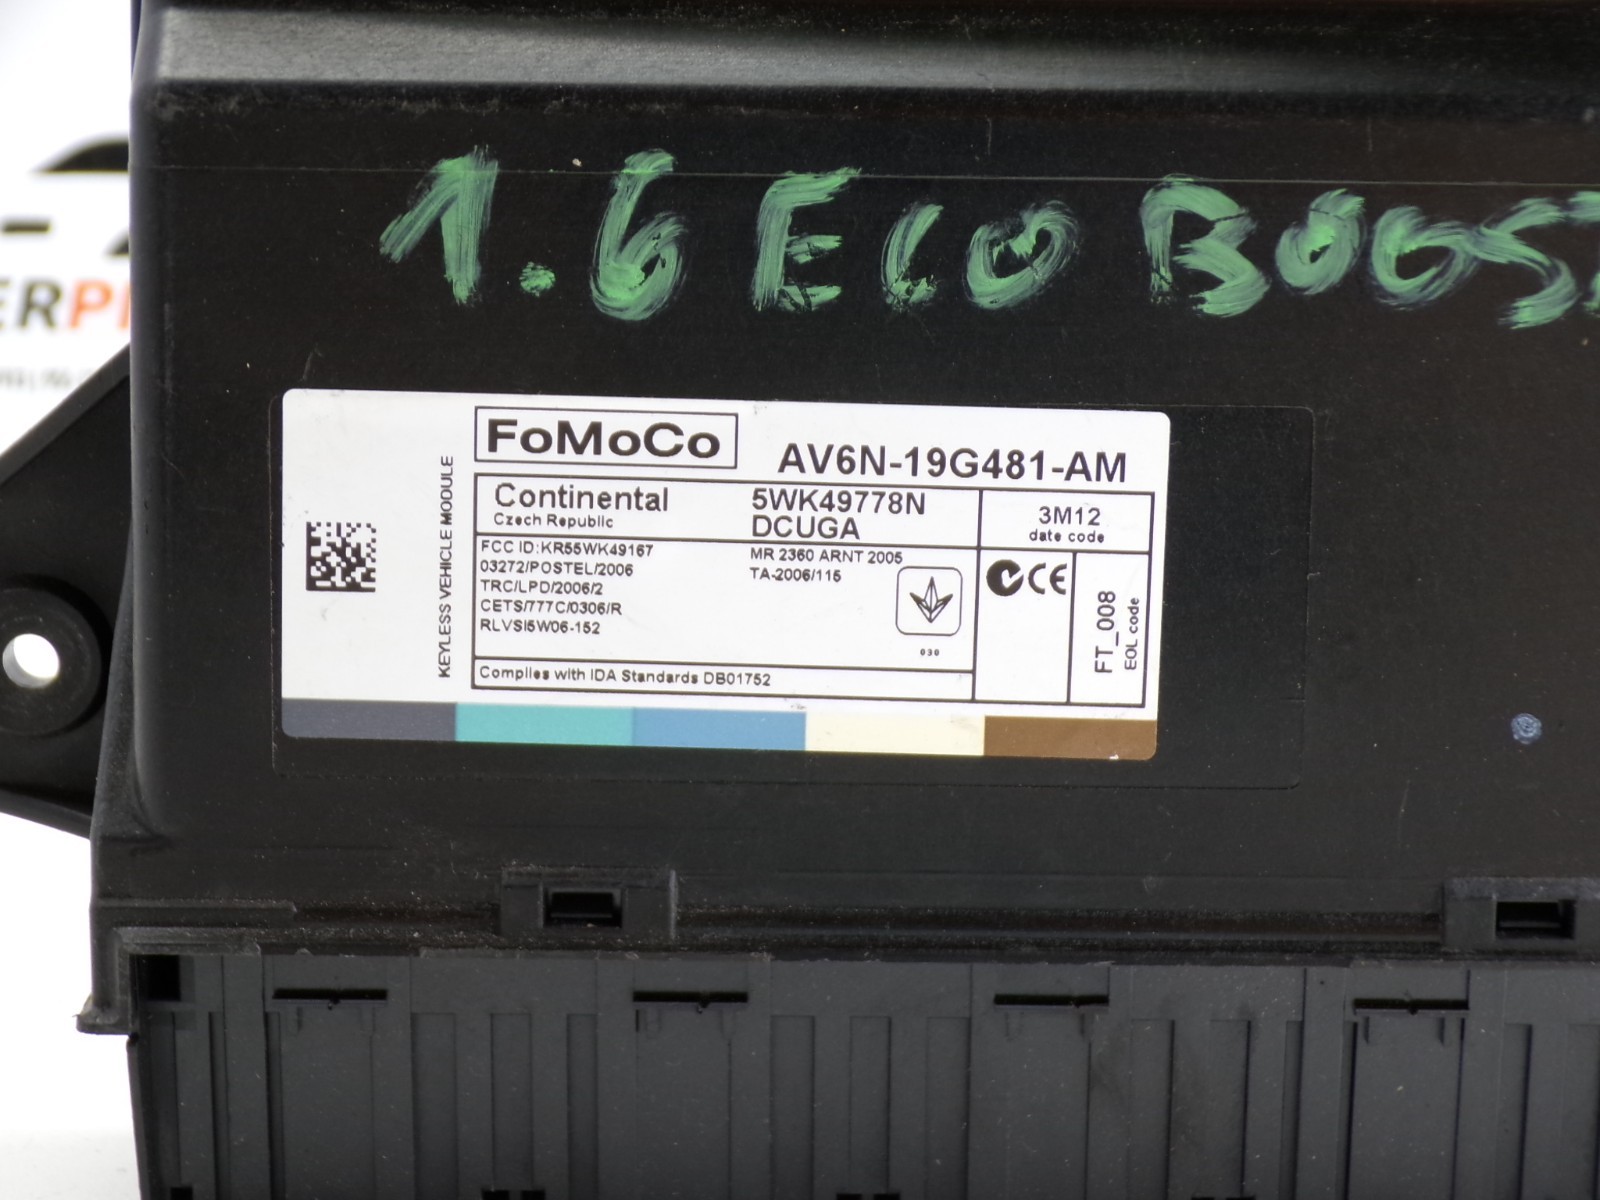 1.6 ECO BOOST
FoMoCo
AV6N-19G481-AM
KEYLESS VEHICLE MODULE
Continental
Czech Republic
5WK49778N
DCUGA
3M12
date code
FCC ID:KR55WK49167
03272/POSTEL/2006
TRC/LPD/2006/2
CETS/777C/0306/R
RLVSI5W06-152
MR 2360 ARNT 2005
TA-2006/115
030
CE
FT_008
EOL code
Complies with IDA Standards DB01752